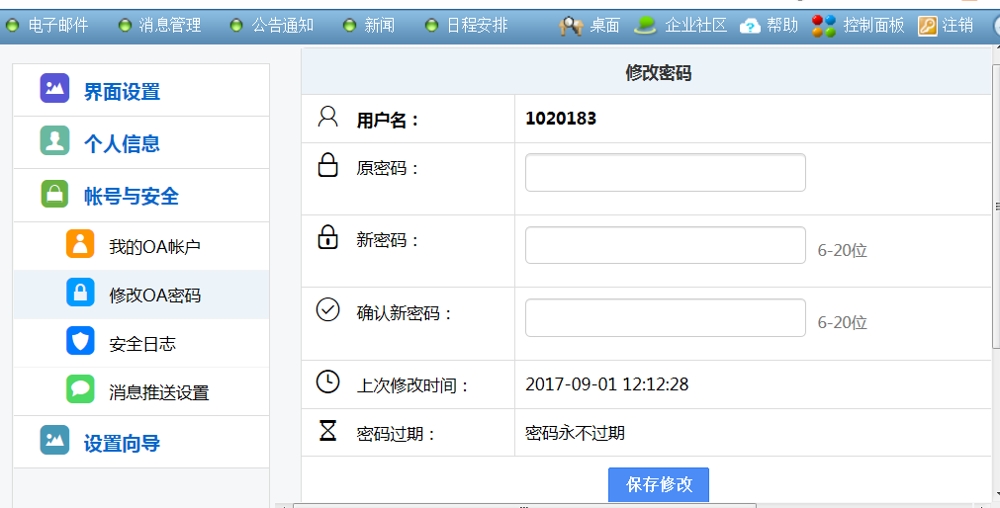 电子邮件 消息管理 公告通知 新闻 日程安排 桌面 企业社区 帮助 控制面板 注销
界面设置
个人信息
帐号与安全
我的OA帐户
修改OA密码
安全日志
消息推送设置
设置向导
修改密码
用户名： 1020183
原密码：
新密码： 6-20位
确认新密码： 6-20位
上次修改时间： 2017-09-01 12:12:28
密码过期： 密码永不过期
保存修改